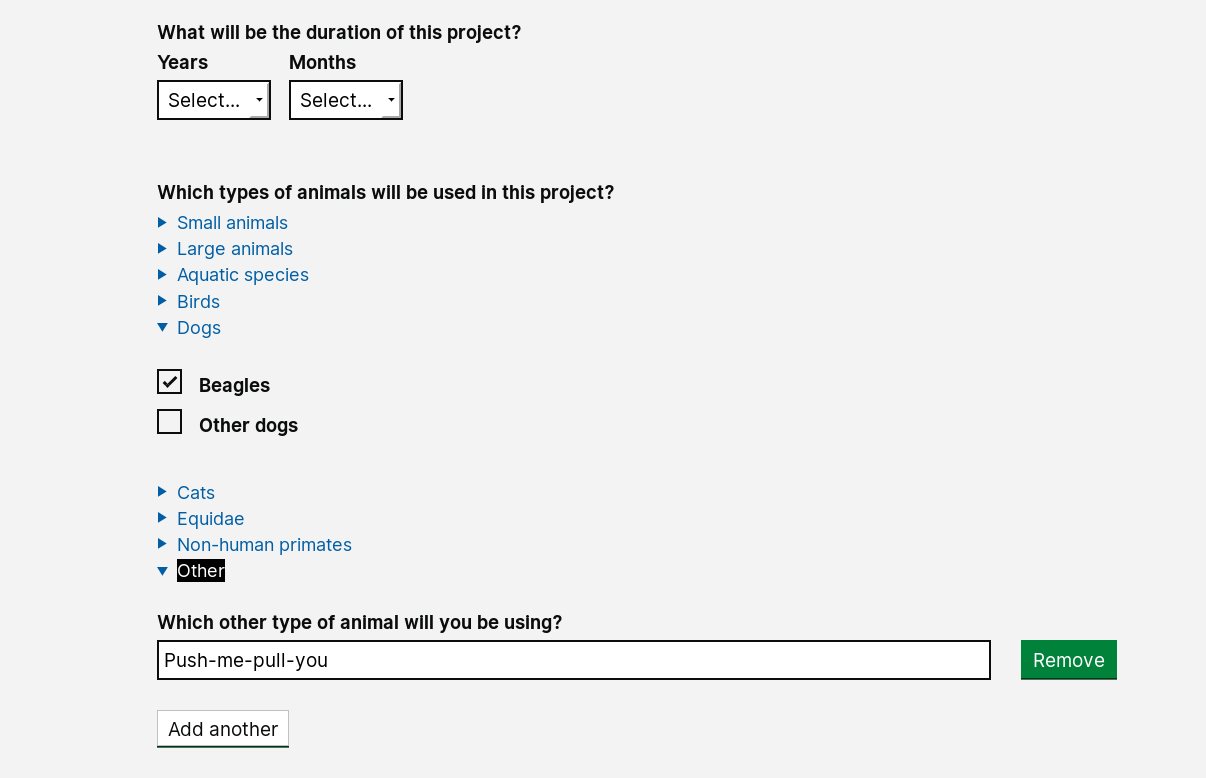 What will be the duration of this project?
Years Months
Select... Select...
Which types of animals will be used in this project?
Small animals
Large animals
Aquatic species
Birds
Dogs
Beagles
Other dogs
Cats
Equidae
Non-human primates
Other
Which other type of animal will you be using?
Push-me-pull-you Remove
Add another